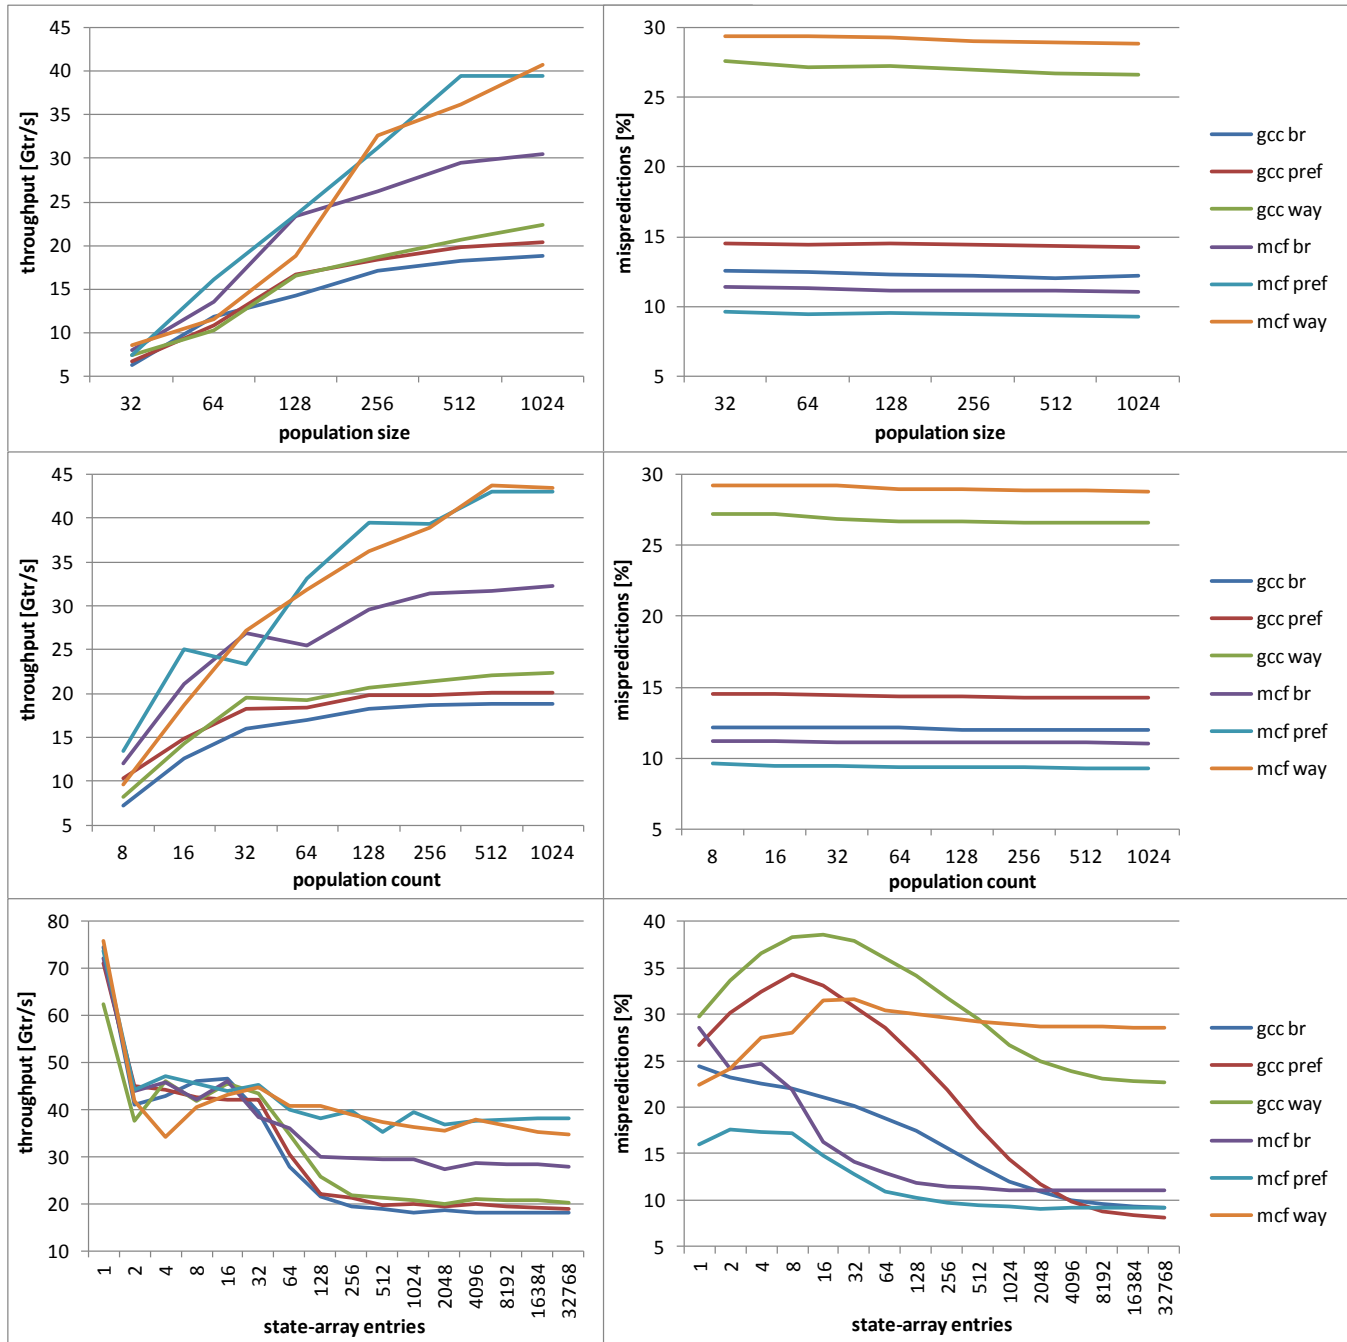 45
40
35
30
25
20
15
10
5
throughput [Gtr/s]
32 64 128 256 512 1024
population size
30
25
20
15
10
5
mispredictions [%]
32 64 128 256 512 1024
population size
gcc br
gcc pref
gcc way
mcf br
mcf pref
mcf way
45
40
35
30
25
20
15
10
5
throughput [Gtr/s]
8 16 32 64 128 256 512 1024
population count
30
25
20
15
10
5
mispredictions [%]
8 16 32 64 128 256 512 1024
population count
gcc br
gcc pref
gcc way
mcf br
mcf pref
mcf way
80
70
60
50
40
30
20
10
throughput [Gtr/s]
1 2 4 8 16 32 64 128 256 512 1024 2048 4096 8192 16384 32768
state-array entries
40
35
30
25
20
15
10
5
mispredictions [%]
1 2 4 8 16 32 64 128 256 512 1024 2048 4096 8192 16384 32768
state-array entries
gcc br
gcc pref
gcc way
mcf br
mcf pref
mcf way